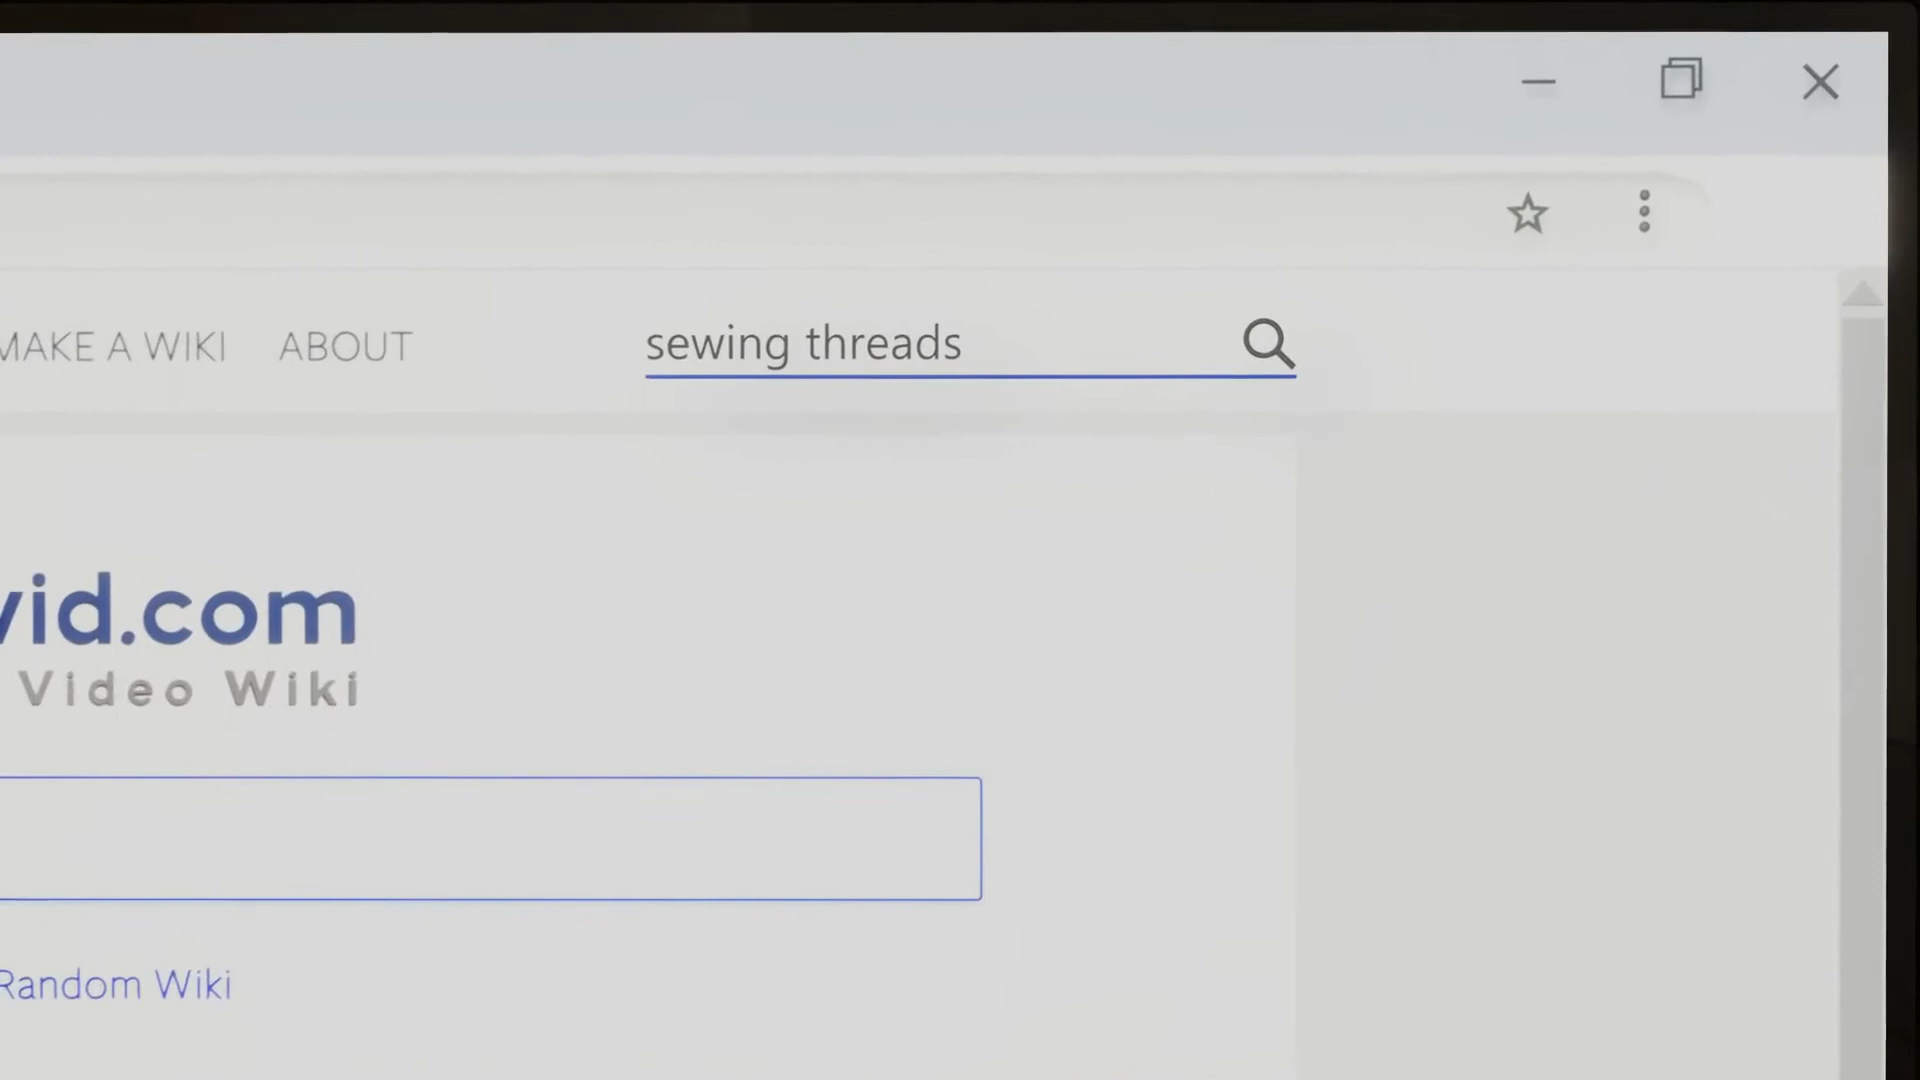 MAKE A WIKI ABOUT
sewing threads
vid.com
Video Wiki
Random Wiki